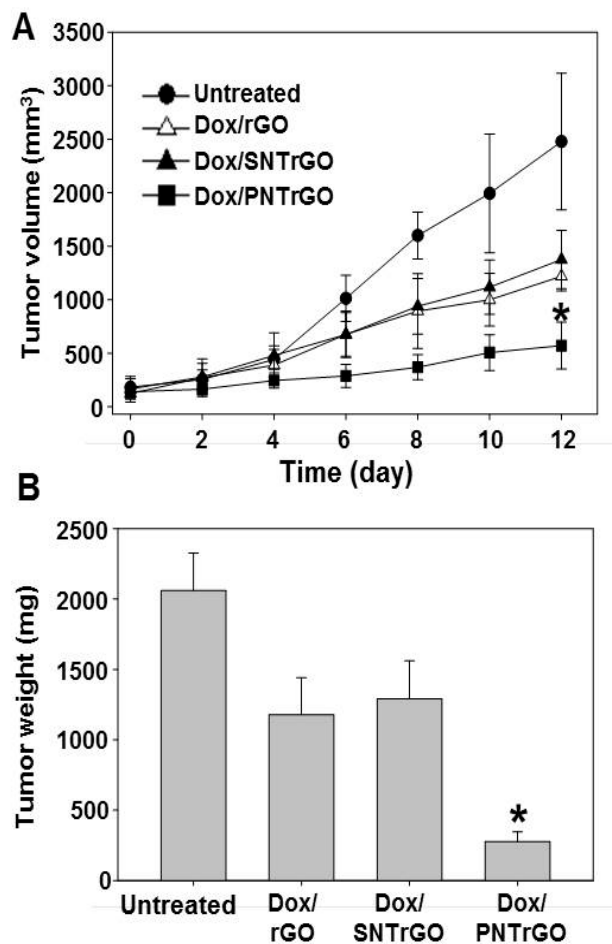 A
Tumor volume (mm³)
3500
3000
2500
2000
1500
1000
500
0
Untreated
Dox/rGO
Dox/SNTrGO
Dox/PNTrGO
*
0 2 4 6 8 10 12
Time (day)
B
Tumor weight (mg)
2500
2000
1500
1000
500
0
*
Untreated Dox/ Dox/ Dox/
rGO SNTrGO PNTrGO